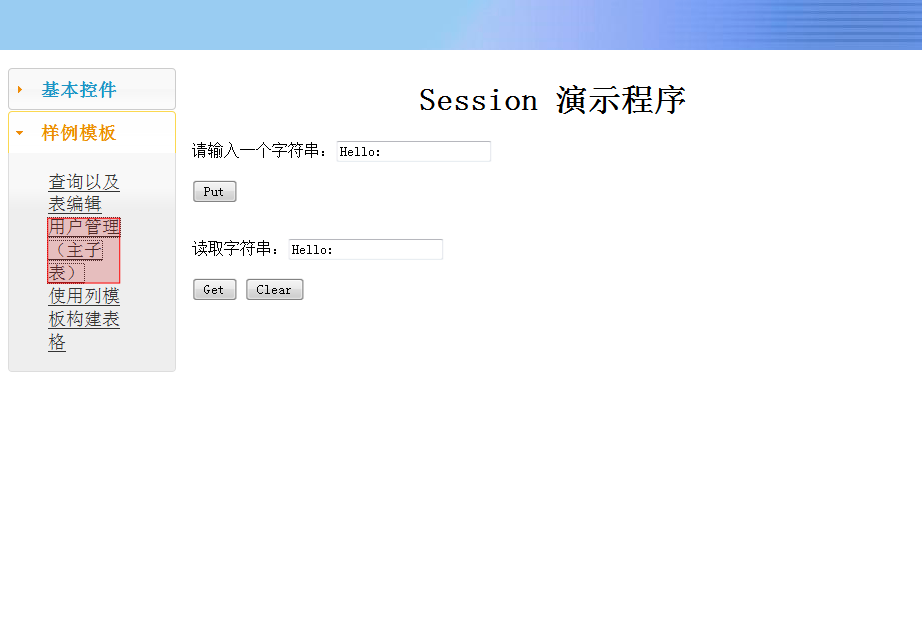 基本控件
样例模板
查询以及
表编辑
用户管理
（主子
表）
使用列模
板构建表
格
Session 演示程序
请输入一个字符串： Hello:
Put
读取字符串： Hello:
Get Clear